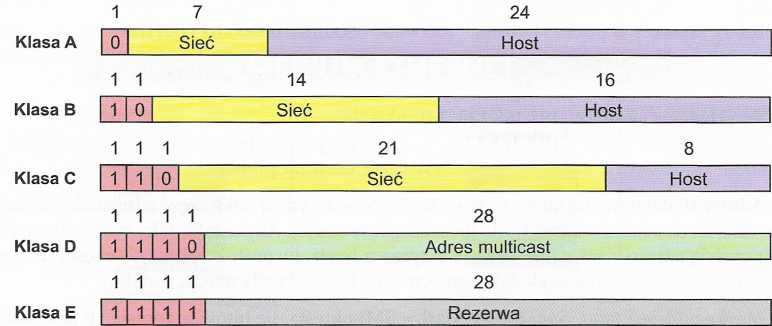 1 7 24
Klasa A 0 Sieć Host
1 1 14 16
Klasa B 1 0 Sieć Host
1 1 1 21 8
Klasa C 1 1 0 Sieć Host
1 1 1 1 28
Klasa D 1 1 1 0 Adres multicast
1 1 1 1 28
Klasa E 1 1 1 1 Rezerwa